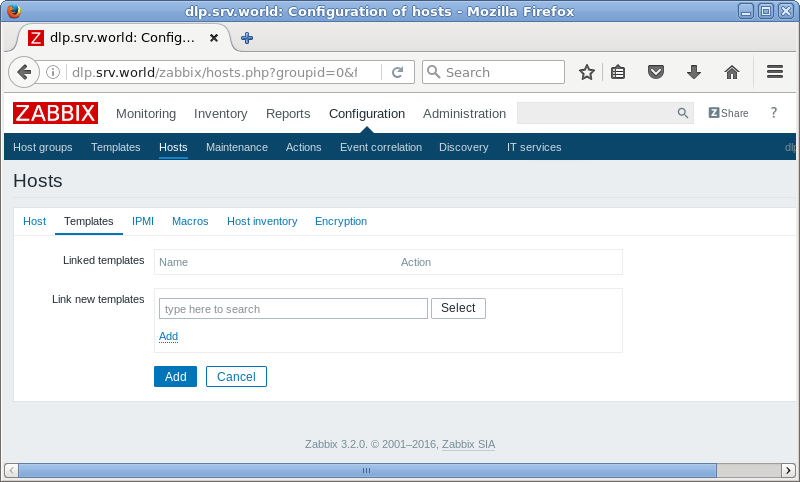 dlp.srv.world: Configuration of hosts - Mozilla Firefox
dlp.srv.world: Config...
dlp.srv.world/zabbix/hosts.php?groupid=0&f
Search
ZABBIX Monitoring Inventory Reports Configuration Administration Z Share ?
Host groups Templates Hosts Maintenance Actions Event correlation Discovery IT services dlp
Hosts
Host Templates IPMI Macros Host inventory Encryption
Linked templates Name Action
Link new templates type here to search Select
Add
Add Cancel
Zabbix 3.2.0. © 2001–2016, Zabbix SIA